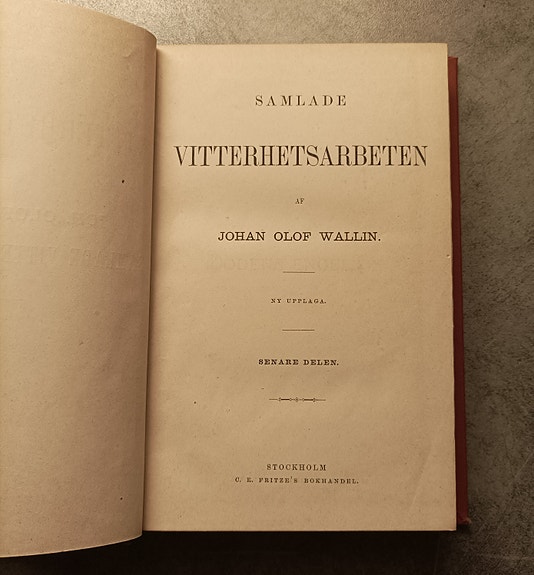 SAMLADE
VITTERHETSARBETEN
AF
JOHAN OLOF WALLIN.
NY UPPLAGA.
SENARE DELEN.
STOCKHOLM
C. E. FRITZE'S BOKHANDEL.